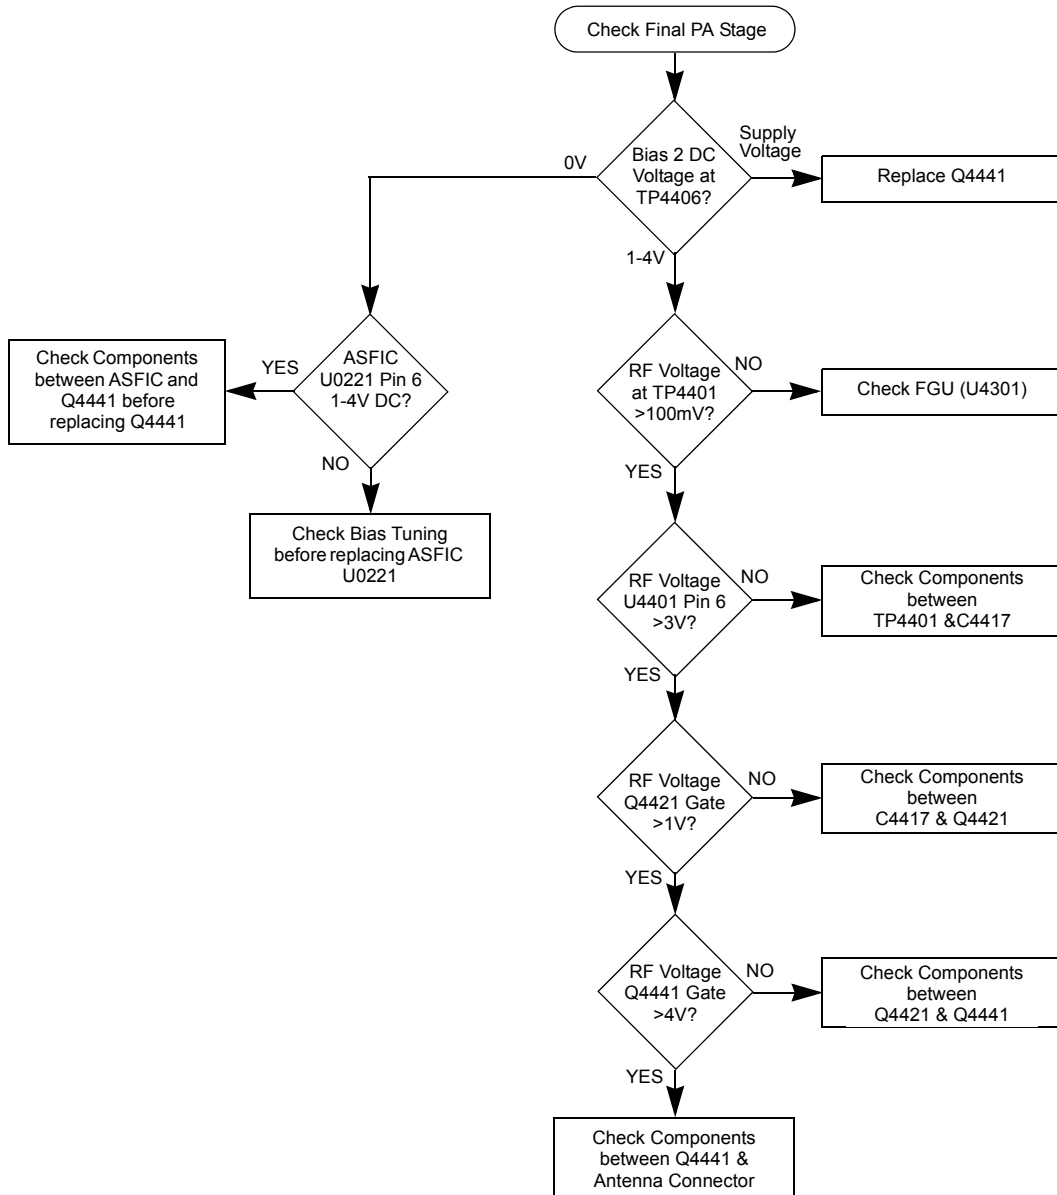 Check Final PA Stage
Bias 2 DC
Voltage at
TP4406?
0V
Supply
Voltage
Replace Q4441
1-4V
ASFIC
U0221 Pin 6
1-4V DC?
YES
Check Components
between ASFIC and
Q4441 before
replacing Q4441
NO
Check Bias Tuning
before replacing ASFIC
U0221
RF Voltage
at TP4401
>100mV?
NO
Check FGU (U4301)
YES
RF Voltage
U4401 Pin 6
>3V?
NO
Check Components
between
TP4401 &C4417
YES
RF Voltage
Q4421 Gate
>1V?
NO
Check Components
between
C4417 & Q4421
YES
RF Voltage
Q4441 Gate
>4V?
NO
Check Components
between
Q4421 & Q4441
YES
Check Components
between Q4441 &
Antenna Connector